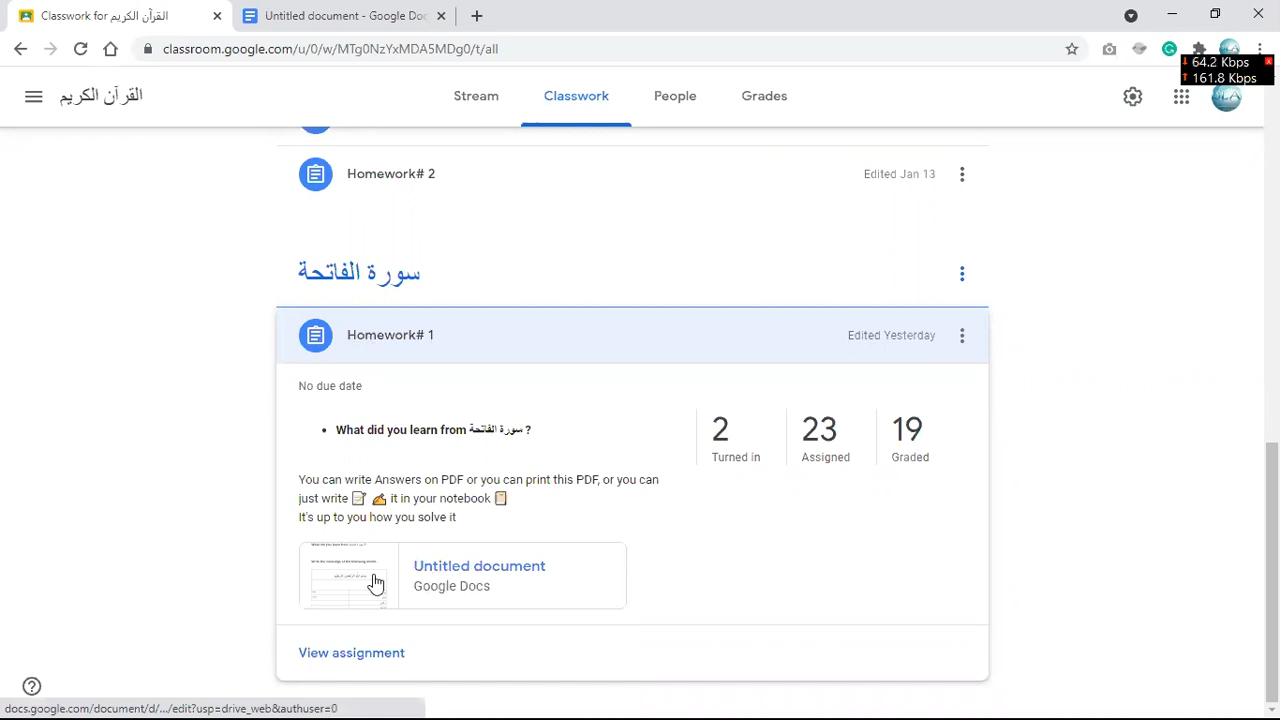 Classwork for القرآن الكريم
Untitled document - Google Doc
classroom.google.com/u/0/w/MTg0NzYxMDA5MDg0/t/all
64.2 Kbps
161.8 Kbps
القرآن الكريم
Stream
Classwork
People
Grades
Homework# 2
Edited Jan 13
سورة الفاتحة
Homework# 1
Edited Yesterday
No due date
• What did you learn from سورة الفاتحة ?
2
Turned in
23
Assigned
19
Graded
You can write Answers on PDF or you can print this PDF, or you can
just write 📝 ✍ it in your notebook 📔
It's up to you how you solve it
Untitled document
Google Docs
View assignment
docs.google.com/document/d/.../edit?usp=drive_web&authuser=0